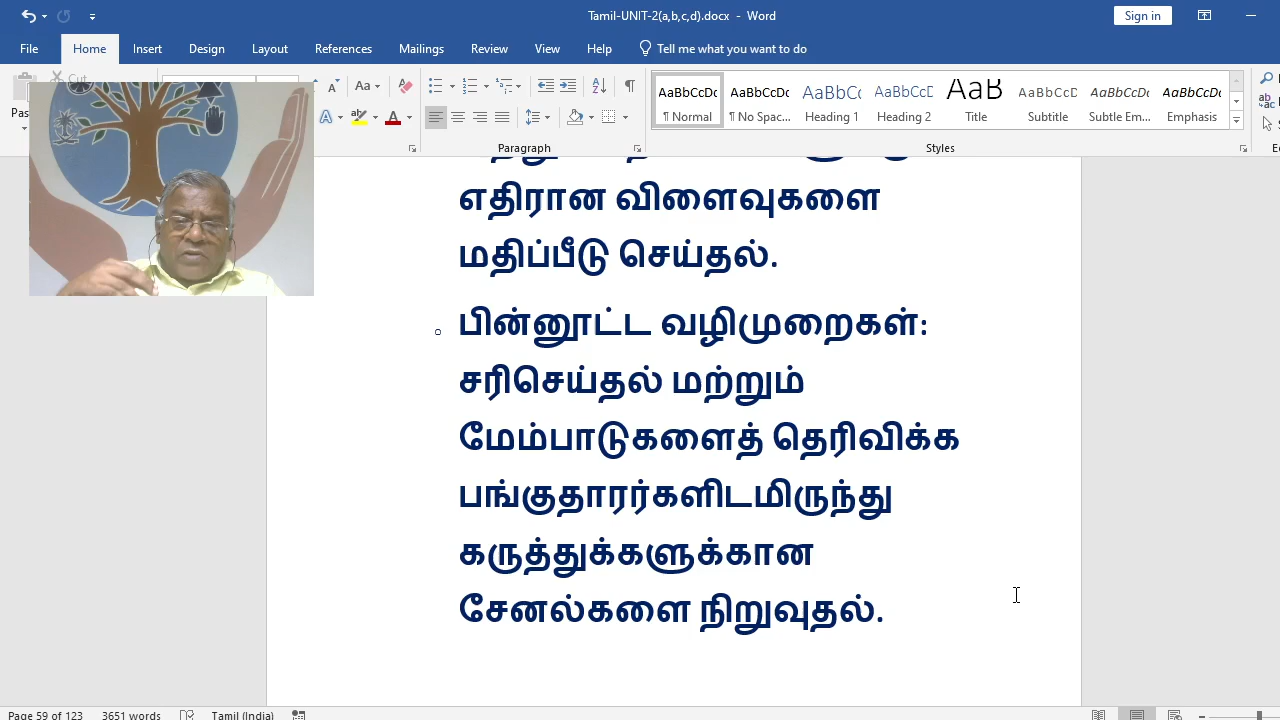 Tamil-UNIT-2(a,b,c,d).docx - Word
Sign in
File Home Insert Design Layout References Mailings Review View Help Tell me what you want to do
Cut
Aa
AaBbCcDc AaBbCcDc AaBbCc AaBbCcD AaB AaBbCcD AaBbCcDc AaBbCcDc
¶ Normal ¶ No Spac... Heading 1 Heading 2 Title Subtitle Subtle Em... Emphasis
Paragraph Styles
எதிரான விளைவுகளை
மதிப்பீடு செய்தல்.
பின்னூட்ட வழிமுறைகள்:
சரிசெய்தல் மற்றும்
மேம்பாடுகளைத் தெரிவிக்க
பங்குதாரர்களிடமிருந்து
கருத்துக்களுக்கான
சேனல்களை நிறுவுதல்.
Page 59 of 123 3651 words Tamil (India)